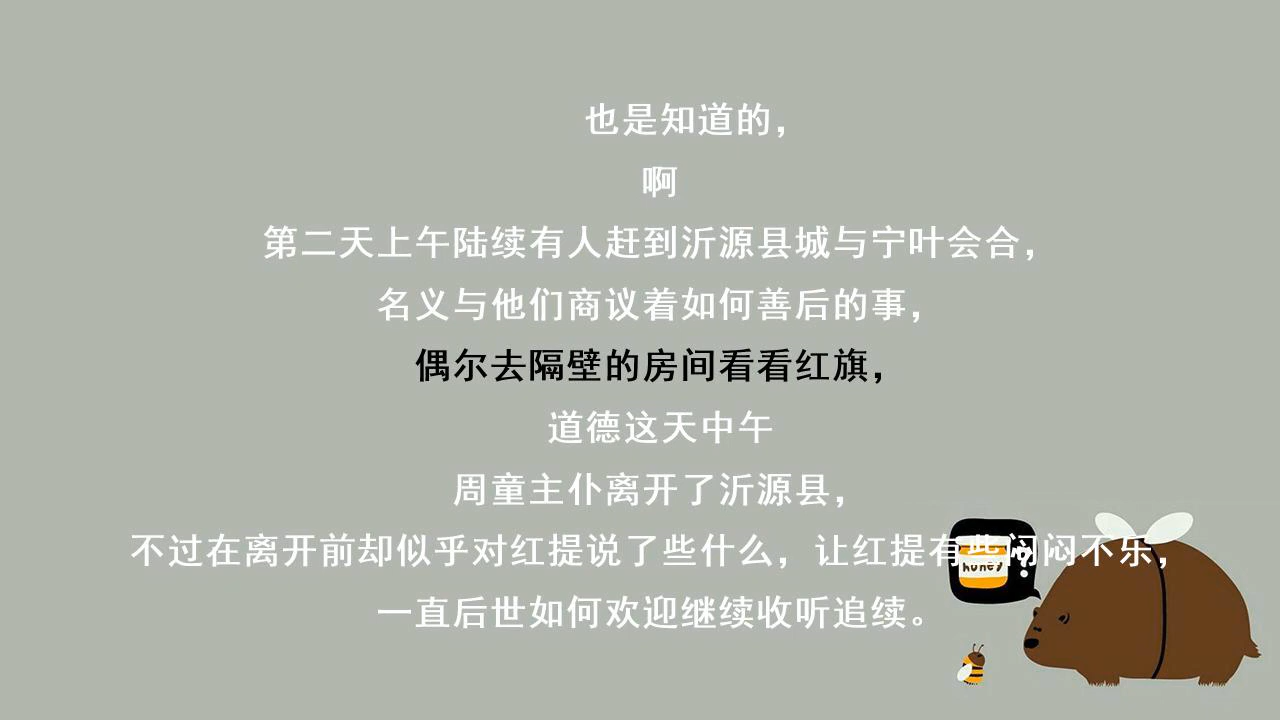 也是知道的，
啊
第二天上午陆续有人赶到沂源县城与宁叶会合，
名义与他们商议着如何善后的事，
偶尔去隔壁的房间看看红旗，
道德这天中午
周童主仆离开了沂源县，
不过在离开前却似乎对红提说了些什么，让红提有些闷闷不乐，
honey?
一直后世如何欢迎继续收听追续。